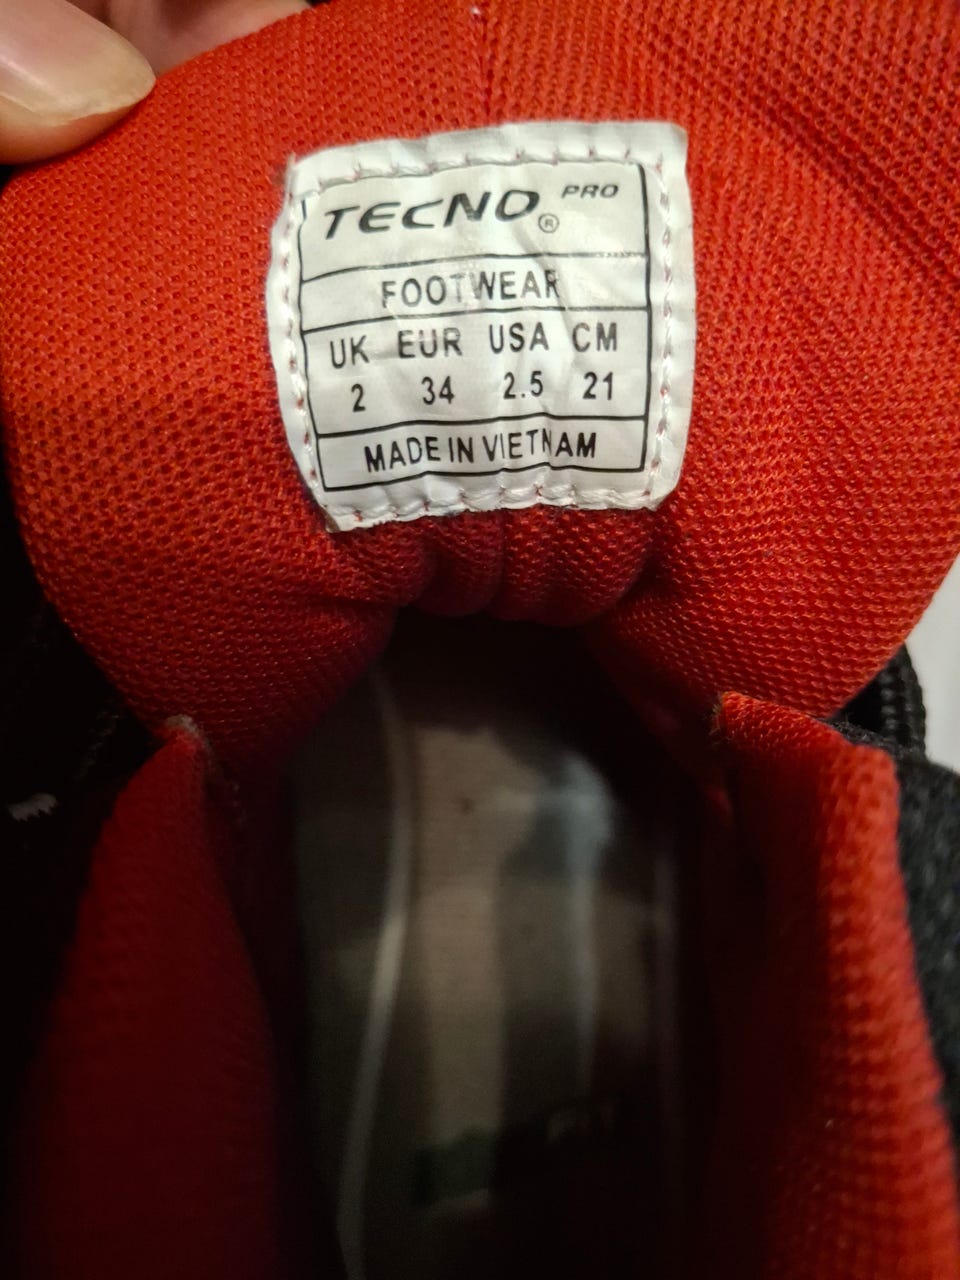 TECNO PRO ®
FOOTWEAR
UK EUR USA CM
2 34 2.5 21
MADE IN VIETNAM